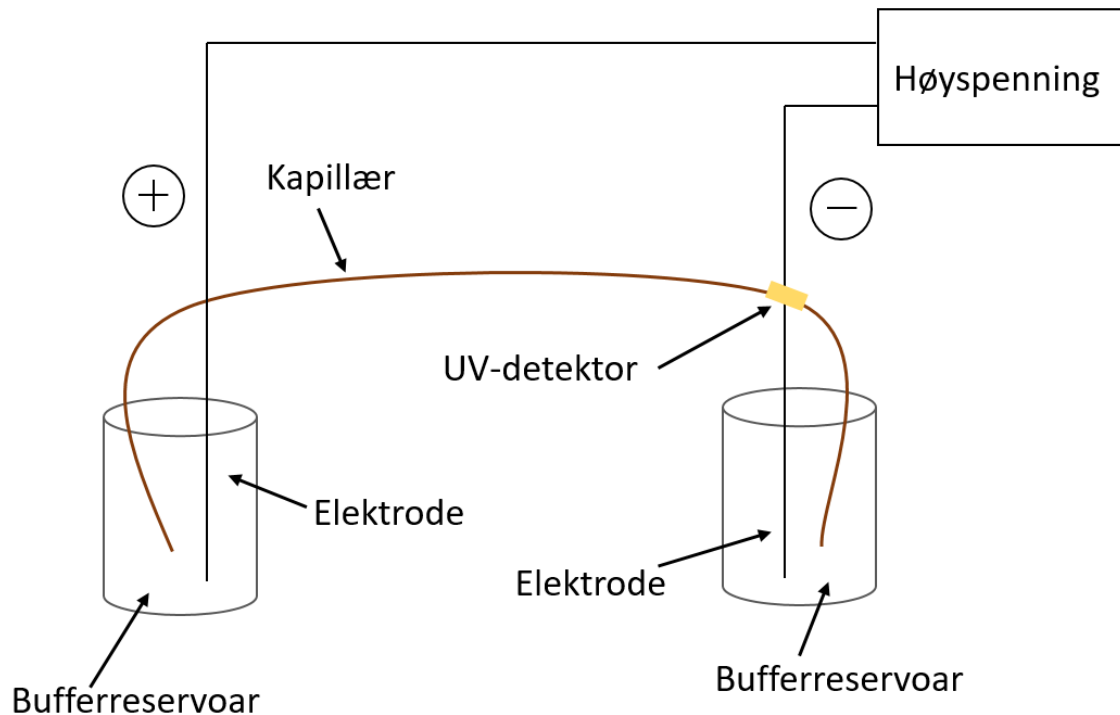 Høyspenning
+
−
Kapillær
UV-detektor
Elektrode
Elektrode
Bufferreservoar
Bufferreservoar